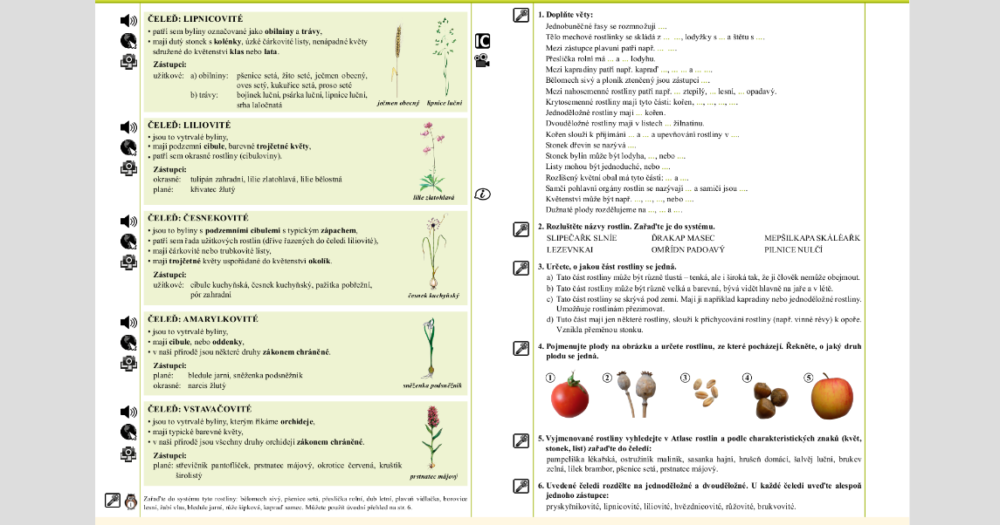 ČELEĎ: LIPNICOVITÉ
• patří sem byliny označované jako obilniny a trávy,
• mají dutý stonek s kolénky, úzké čárkovité listy, nenápadné květy
sdružené do květenství klas nebo lata.
Zástupci:
užitkové: a) obilniny: pšenice setá, žito seté, ječmen obecný,
oves setý, kukuřice setá, proso seté
b) trávy: bojínek luční, psárka luční, lipnice luční,
srha laločnatá
ječmen obecný lipnice luční
ČELEĎ: LILIOVITÉ
• jsou to vytrvalé byliny,
• mají podzemní cibule, barevné trojčetné květy,
• patří sem okrasné rostliny (cibuloviny).
Zástupci:
okrasné: tulipán zahradní, lilie zlatohlavá, lilie bělostná
plané: křivatec žlutý
lilie zlatohlavá
ČELEĎ: ČESNEKOVITÉ
• jsou to byliny s podzemními cibulemi s typickým zápachem,
• patří sem řada užitkových rostlin (dříve řazených do čeledi liliovité),
• mají čárkovité nebo trubkovité listy,
• mají trojčetné květy uspořádané do květenství okolík.
Zástupci:
užitkové: cibule kuchyňská, česnek kuchyňský, pažitka pobřežní,
pór zahradní
česnek kuchyňský
ČELEĎ: AMARYLKOVITÉ
• jsou to vytrvalé byliny,
• mají cibule, nebo oddenky,
• v naší přírodě jsou některé druhy zákonem chráněné.
Zástupci:
plané: bledule jarní, sněženka podsněžník
okrasné: narcis žlutý
sněženka podsněžník
ČELEĎ: VSTAVAČOVITÉ
• jsou to vytrvalé byliny, kterým říkáme orchideje,
• mají typické barevné květy,
• v naší přírodě jsou všechny druhy orchidejí zákonem chráněné.
Zástupci:
plané: střevičník pantoflíček, prstnatec májový, okrotice červená, kruštík
širolistý
prstnatec májový
Zařaďte do systému tyto rostliny: bělomech sivý, pšenice setá, přeslička rolní, dub letní, plavuň vidlačka, borovice
lesní, žabí vlas, bledule jarní, růže šípková, kapraď samec. Můžete použít úvodní přehled na str. 6.
1. Doplňte věty:
Jednobuněčné řasy se rozmnožují ....
Tělo mechové rostlinky se skládá z ... ..., lodyžky s ... a štětu s ....
Mezi zástupce plavuní patří např. ... ....
Přeslička rolní má ... a ... lodyhu.
Mezi kapradiny patří např. kapraď ..., ... ... a ... ....
Bělomech sivý a ploník ztenčený jsou zástupci ....
Mezi nahosemenné rostliny patří např. ... ztepilý, ... lesní, ... opadavý.
Krytosemenné rostliny mají tyto části: kořen, ..., ..., ..., ....
Jednoděložné rostliny mají ... kořen.
Dvouděložné rostliny mají v listech ... žilnatinu.
Kořen slouží k přijímání ... a ... a upevňování rostliny v ....
Stonek dřevin se nazývá ....
Stonek bylin může být lodyha, ..., nebo ....
Listy mohou být jednoduché, nebo ....
Rozlišený květní obal má tyto části: ... a ....
Samčí pohlavní orgány rostlin se nazývají ... a samičí jsou ....
Květenství může být např. ..., ..., ..., nebo ....
Dužnaté plody rozdělujeme na ..., ... a ....
2. Rozluštěte názvy rostlin. Zařaďte je do systému.
SLIPEČAŘK SLNÍE ĎRAKAP MASEC MEPŠILKAPA SKÁLÉAŘK
LEZEVNKAI OMŘÍDN PADOAVÝ PILNICE NULČÍ
3. Určete, o jakou část rostliny se jedná.
a) Tato část rostliny může být různě tlustá – tenká, ale i široká tak, že ji člověk nemůže obejmout.
b) Tato část rostliny může být různě velká a barevná, bývá vidět hlavně na jaře a v létě.
c) Tato část rostliny se skrývá pod zemí. Mají ji například kapradiny nebo jednoděložné rostliny.
Umožňuje rostlinám přezimovat.
d) Tuto část mají jen některé rostliny, slouží k přichycování rostliny (např. vinné révy) k opoře.
Vznikla přeměnou stonku.
4. Pojmenujte plody na obrázku a určete rostlinu, ze které pocházejí. Řekněte, o jaký druh
plodu se jedná.
1 2 3 4 5
5. Vyjmenované rostliny vyhledejte v Atlase rostlin a podle charakteristických znaků (květ,
stonek, list) zařaďte do čeledí:
pampeliška lékařská, ostružiník maliník, sasanka hajní, hrušeň domácí, šalvěj luční, brukev
zelná, lilek brambor, pšenice setá, prstnatec májový.
6. Uvedené čeledi rozdělte na jednoděložné a dvouděložné. U každé čeledi uveďte alespoň
jednoho zástupce:
pryskyřníkovité, lipnicovité, liliovité, hvězdnicovité, růžovité, brukvovité.